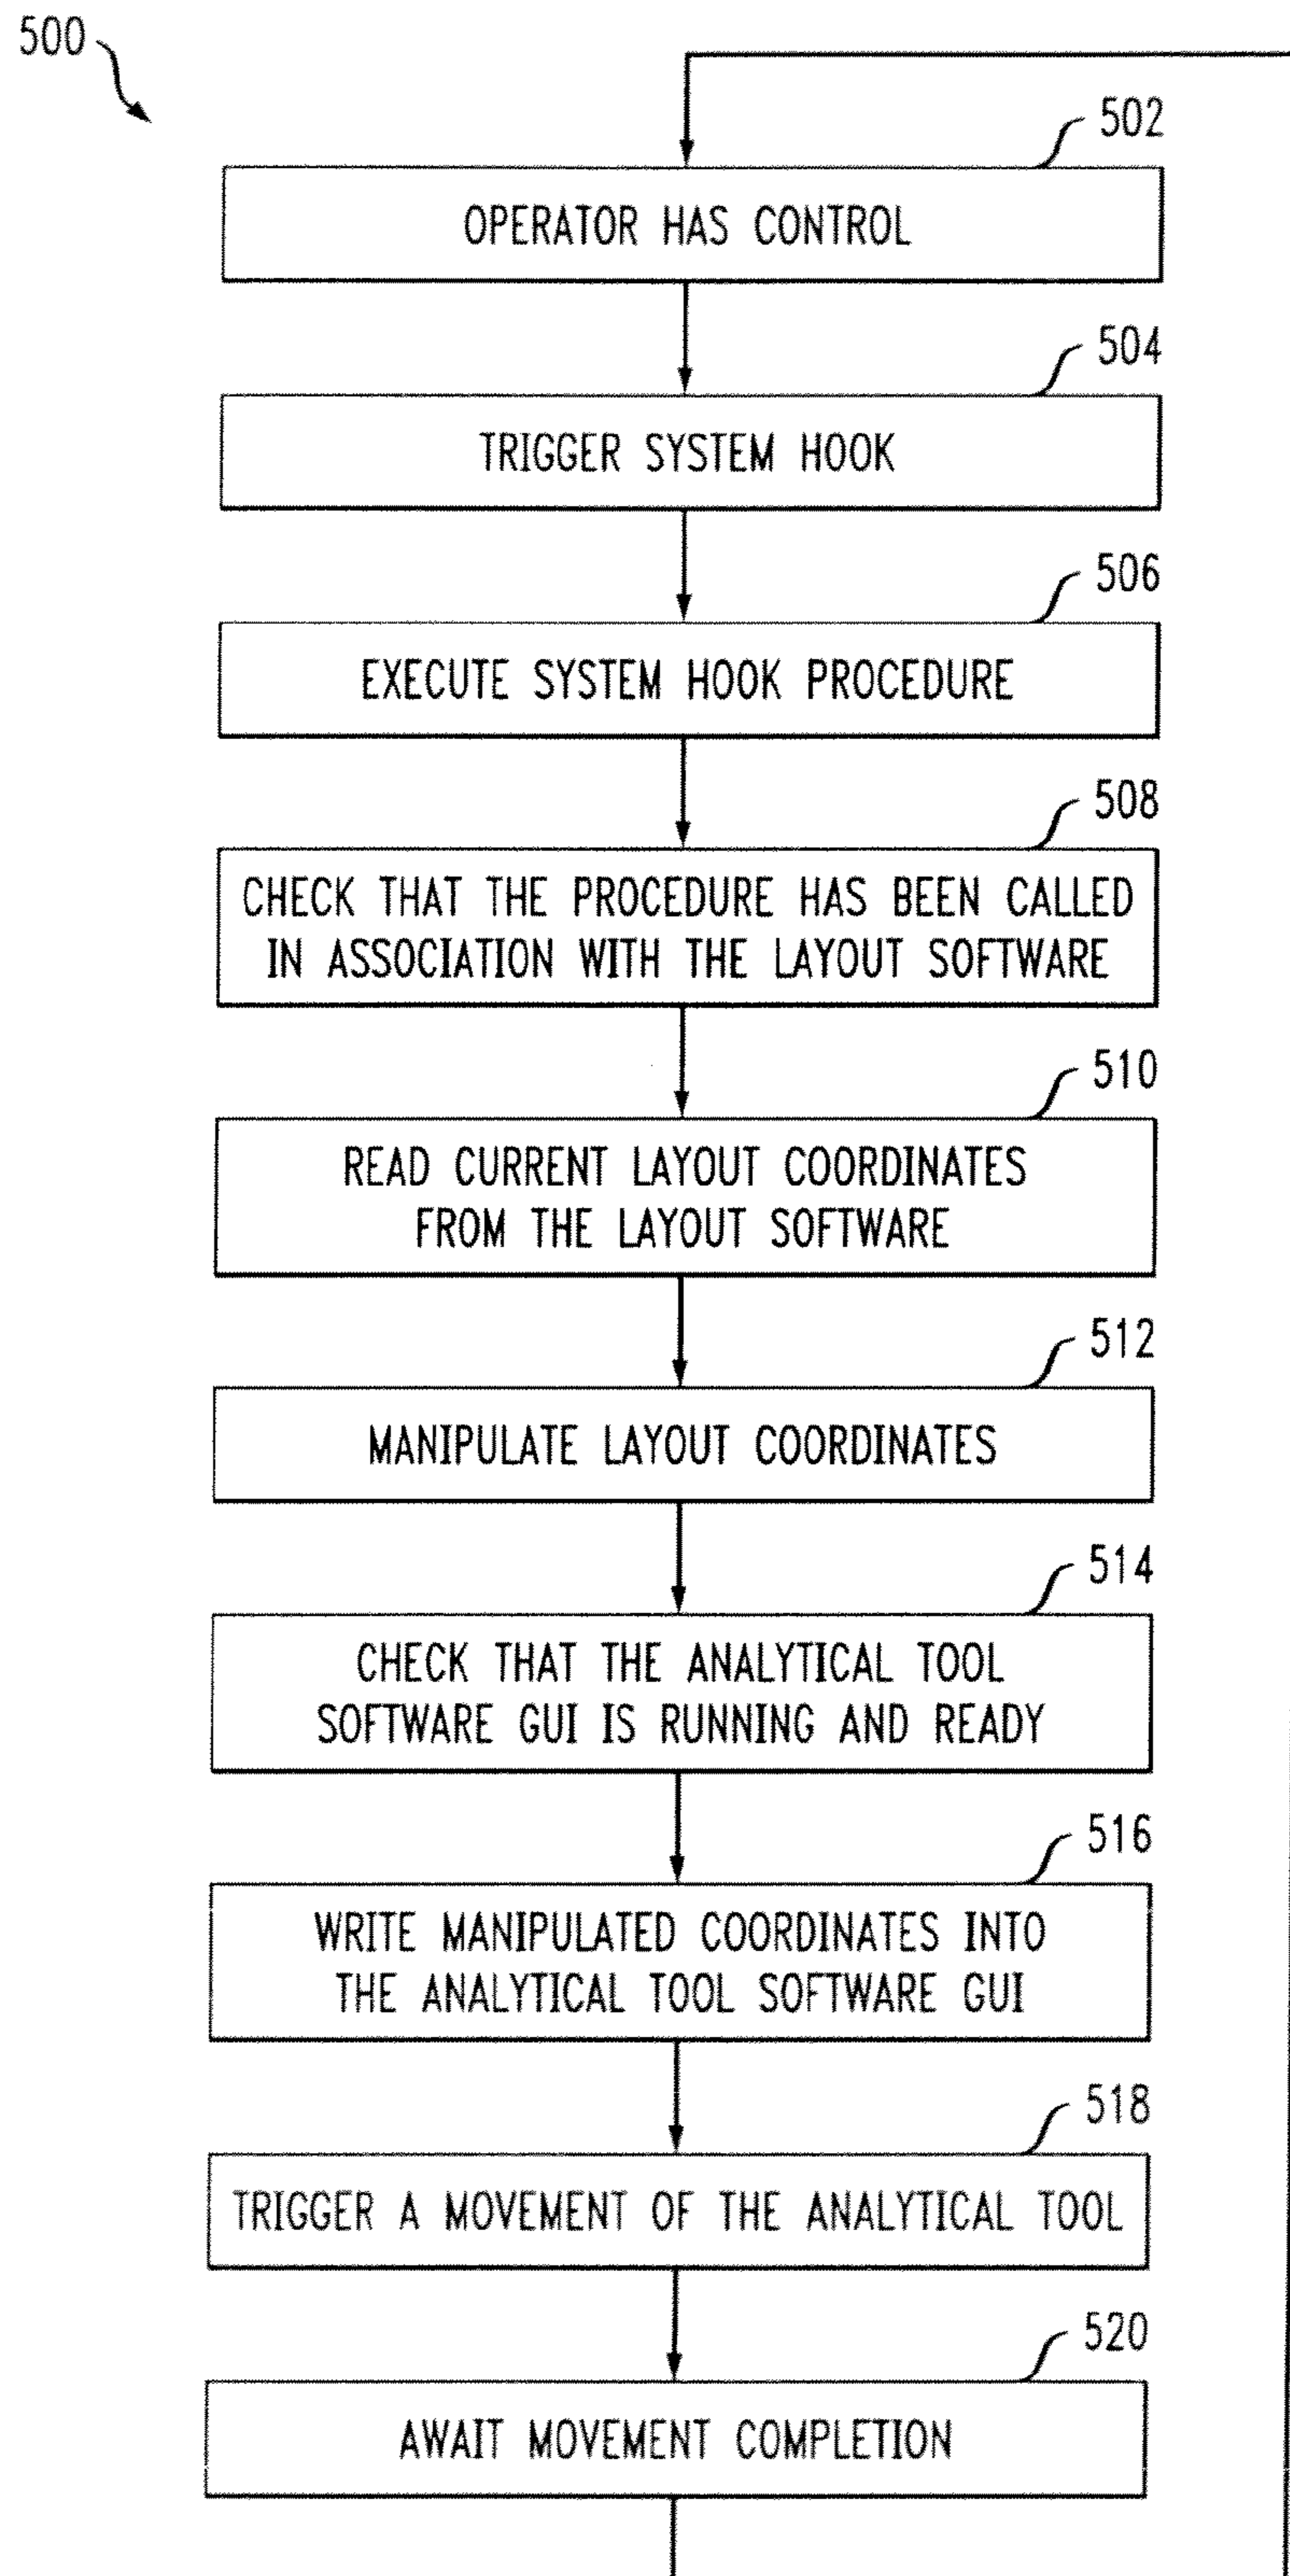 500
502
OPERATOR HAS CONTROL
504
TRIGGER SYSTEM HOOK
506
EXECUTE SYSTEM HOOK PROCEDURE
508
CHECK THAT THE PROCEDURE HAS BEEN CALLED
IN ASSOCIATION WITH THE LAYOUT SOFTWARE
510
READ CURRENT LAYOUT COORDINATES
FROM THE LAYOUT SOFTWARE
512
MANIPULATE LAYOUT COORDINATES
514
CHECK THAT THE ANALYTICAL TOOL
SOFTWARE GUI IS RUNNING AND READY
516
WRITE MANIPULATED COORDINATES INTO
THE ANALYTICAL TOOL SOFTWARE GUI
518
TRIGGER A MOVEMENT OF THE ANALYTICAL TOOL
520
AWAIT MOVEMENT COMPLETION